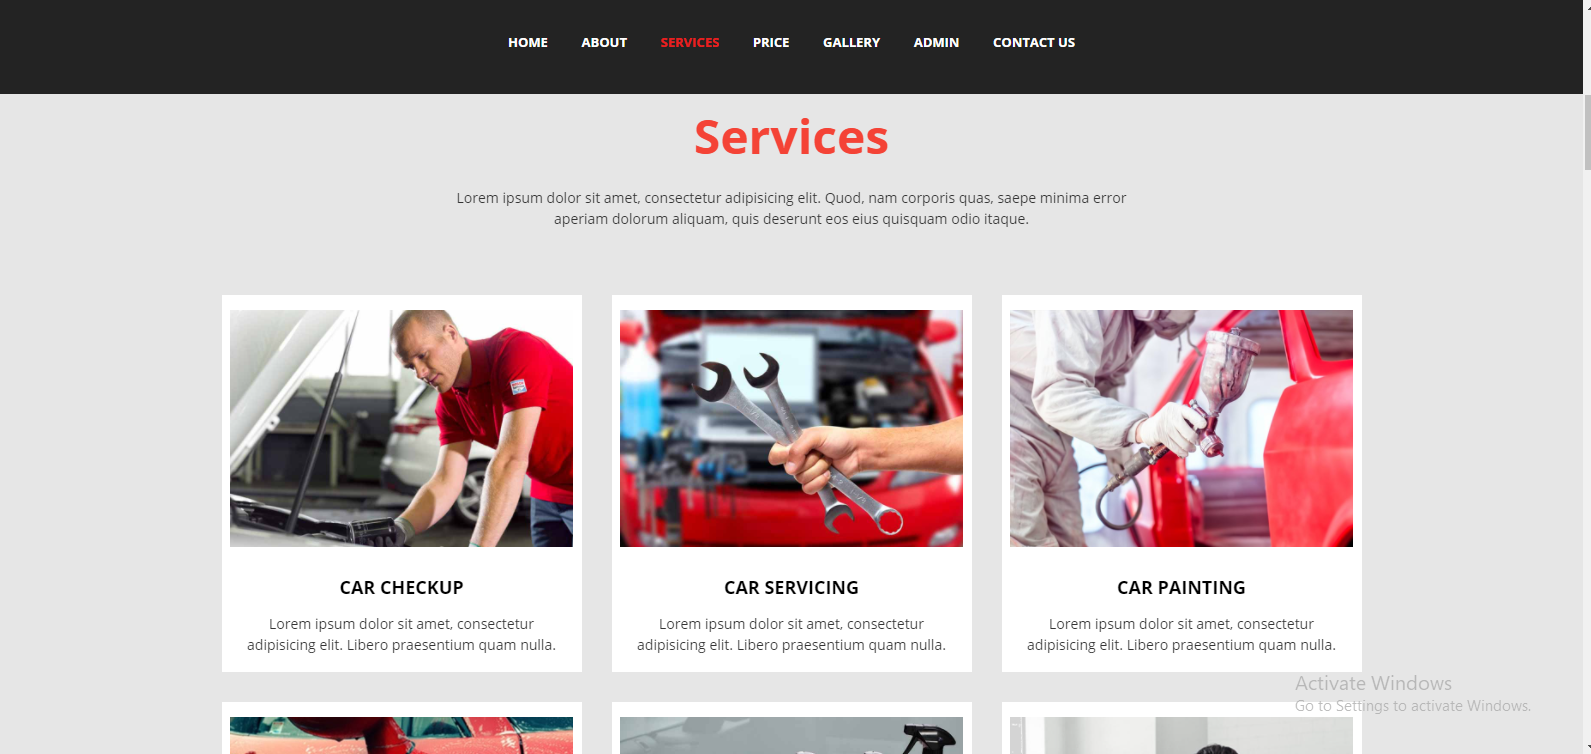 HOME ABOUT SERVICES PRICE GALLERY ADMIN CONTACT US
Services
Lorem ipsum dolor sit amet, consectetur adipisicing elit. Quod, nam corporis quas, saepe minima error
aperiam dolorum aliquam, quis deserunt eos eius quisquam odio itaque.
CAR CHECKUP
Lorem ipsum dolor sit amet, consectetur
adipisicing elit. Libero praesentium quam nulla.
CAR SERVICING
Lorem ipsum dolor sit amet, consectetur
adipisicing elit. Libero praesentium quam nulla.
CAR PAINTING
Lorem ipsum dolor sit amet, consectetur
adipisicing elit. Libero praesentium quam nulla.
Activate Windows
Go to Settings to activate Windows.